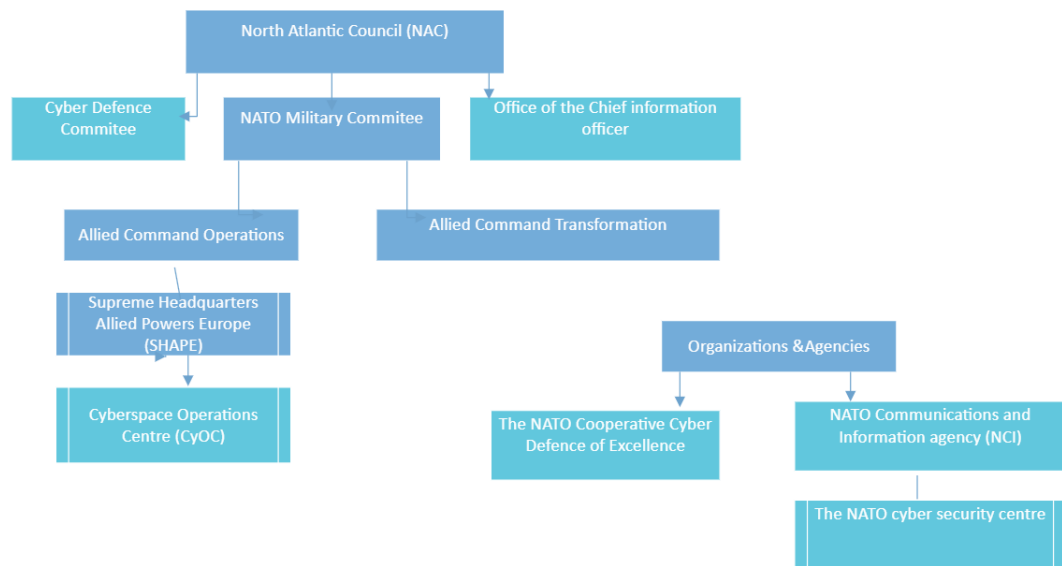 North Atlantic Council (NAC)
Cyber Defence
Commitee
NATO Military Commitee
Office of the Chief information
officer
Allied Command Operations
Allied Command Transformation
Supreme Headquarters
Allied Powers Europe
(SHAPE)
Cyberspace Operations
Centre (CyOC)
Organizations &Agencies
The NATO Cooperative Cyber
Defence of Excellence
NATO Communications and
Information agency (NCI)
The NATO cyber security centre